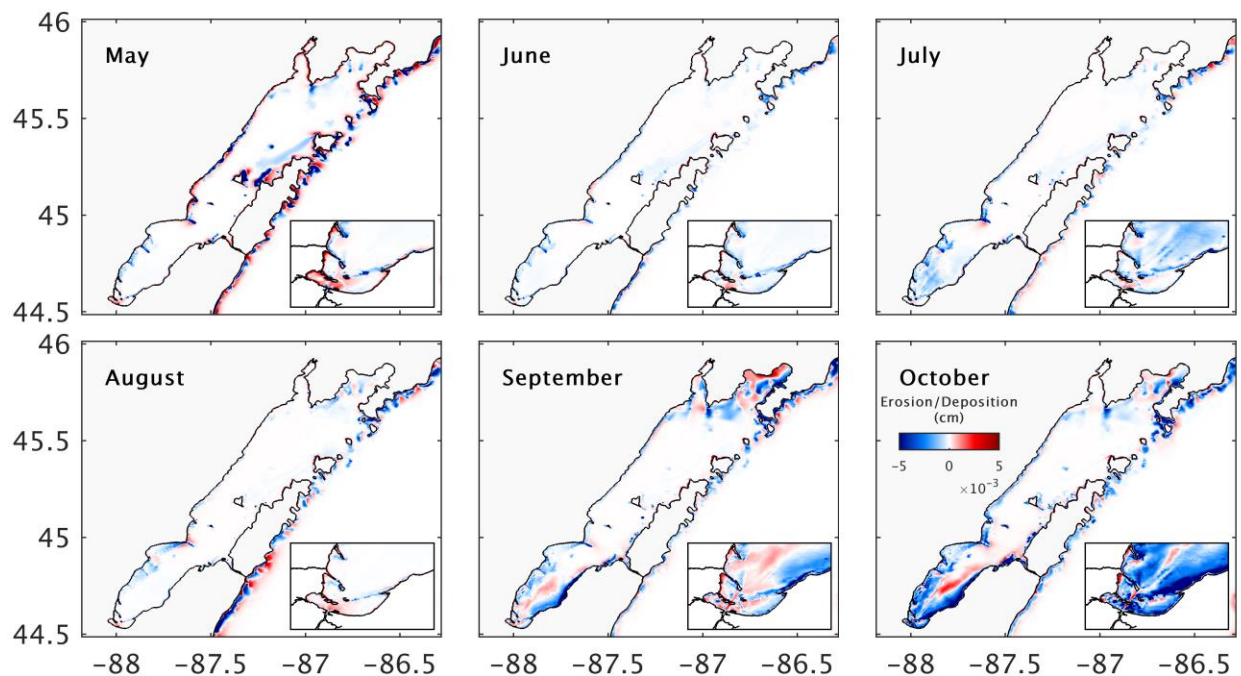 46
May
June
July
45.5
45
44.5
46
August
September
October
Erosion/Deposition
(cm)
-5 0 5
×10⁻³
45.5
45
44.5
−88 −87.5 −87 −86.5 −88 −87.5 −87 −86.5 −88 −87.5 −87 −86.5